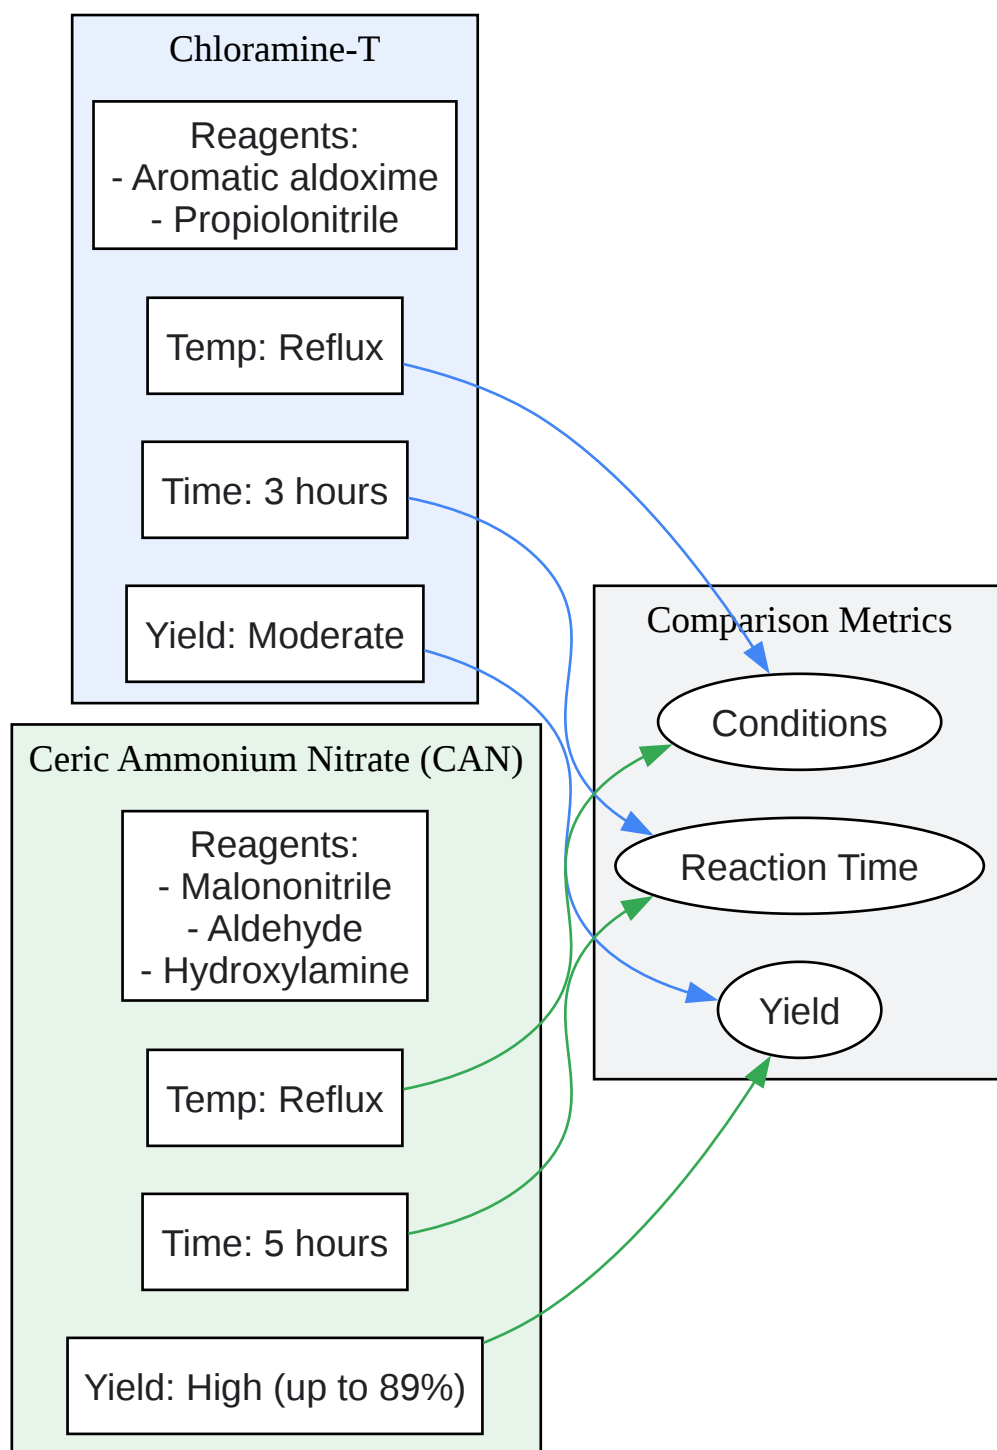 Chloramine-T
Reagents:
- Aromatic aldoxime
- Propiolonitrile
Temp: Reflux
Time: 3 hours
Yield: Moderate
Ceric Ammonium Nitrate (CAN)
Reagents:
- Malononitrile
- Aldehyde
- Hydroxylamine
Temp: Reflux
Time: 5 hours
Yield: High (up to 89%)
Comparison Metrics
Conditions
Reaction Time
Yield